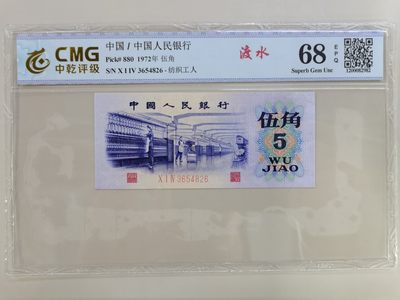 CMG
中乾评级
中国 / 中国人民银行
Pick# 880 1972年 伍角
S/N X I IV 3654826 - 纺织工人
渡水
68
EPQ
Superb Gem Unc
中國人民銀行
伍角
5
WU
JIAO
X I IV 3654826